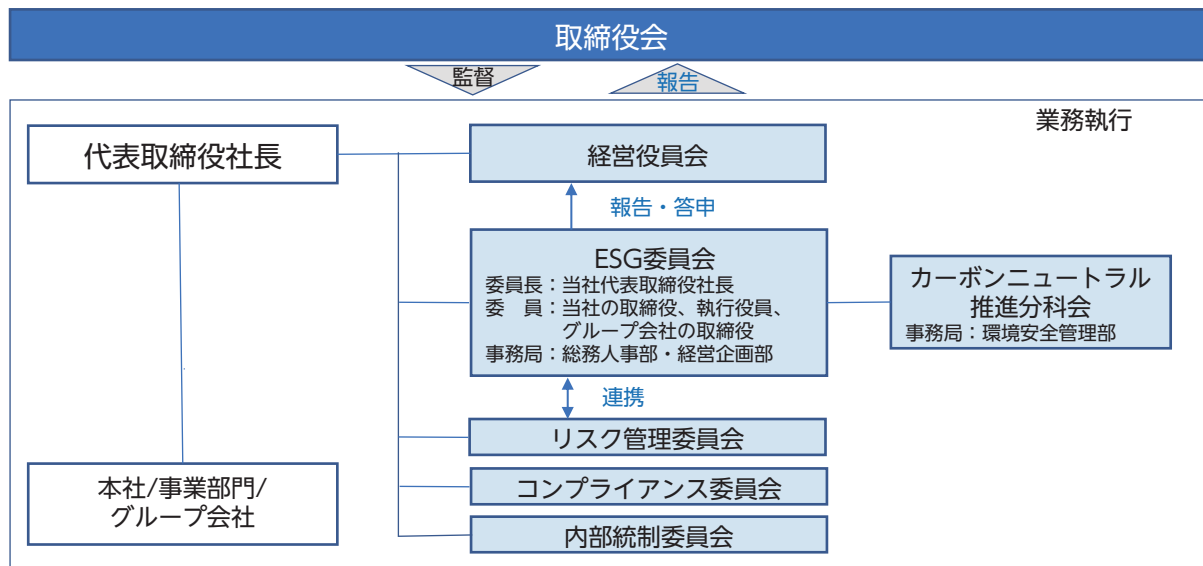 取締役会
監督
報告
業務執行
代表取締役社長
経営役員会
報告・答申
ESG委員会
委員長：当社代表取締役社長
委　員：当社の取締役、執行役員、
グループ会社の取締役
事務局：総務人事部・経営企画部
カーボンニュートラル
推進分科会
事務局：環境安全管理部
連携
リスク管理委員会
本社/事業部門/
グループ会社
コンプライアンス委員会
内部統制委員会